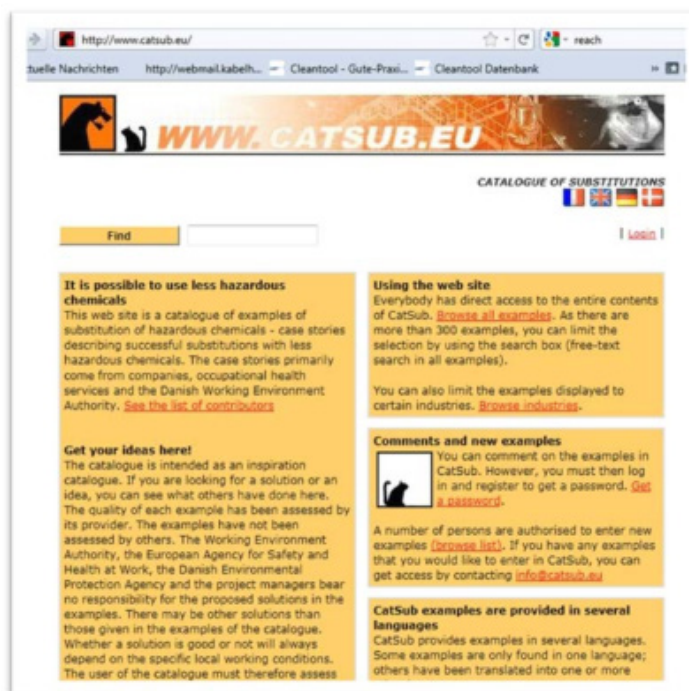 http://www.catsub.eu/
reach
tuelle Nachrichten http://webmail.kabelh... Cleantool - Gute-Praxi... Cleantool Datenbank »
WWW.CATSUB.EU
CATALOGUE OF SUBSTITUTIONS
Find
| Login |
It is possible to use less hazardous
chemicals
This web site is a catalogue of examples of
substitution of hazardous chemicals - case stories
describing successful substitutions with less
hazardous chemicals. The case stories primarily
come from companies, occupational health
services and the Danish Working Environment
Authority. See the list of contributors
Get your ideas here!
The catalogue is intended as an inspiration
catalogue. If you are looking for a solution or an
idea, you can see what others have done here.
The quality of each example has been assessed by
its provider. The examples have not been
assessed by others. The Working Environment
Authority, the European Agency for Safety and
Health at Work, the Danish Environmental
Protection Agency and the project managers bear
no responsibility for the proposed solutions in the
examples. There may be other solutions than
those given in the examples of the catalogue.
Whether a solution is good or not will always
depend on the specific local working conditions.
The user of the catalogue must therefore assess
Using the web site
Everybody has direct access to the entire contents
of CatSub. Browse all examples. As there are
more than 300 examples, you can limit the
selection by using the search box (free-text
search in all examples).
You can also limit the examples displayed to
certain industries. Browse industries.
Comments and new examples
You can comment on the examples in
CatSub. However, you must then log
in and register to get a password. Get
a password.
A number of persons are authorised to enter new
examples (browse list). If you have any examples
that you would like to enter in CatSub, you can
get access by contacting info@catsub.eu
CatSub examples are provided in several
languages
CatSub provides examples in several languages.
Some examples are only found in one language;
others have been translated into one or more